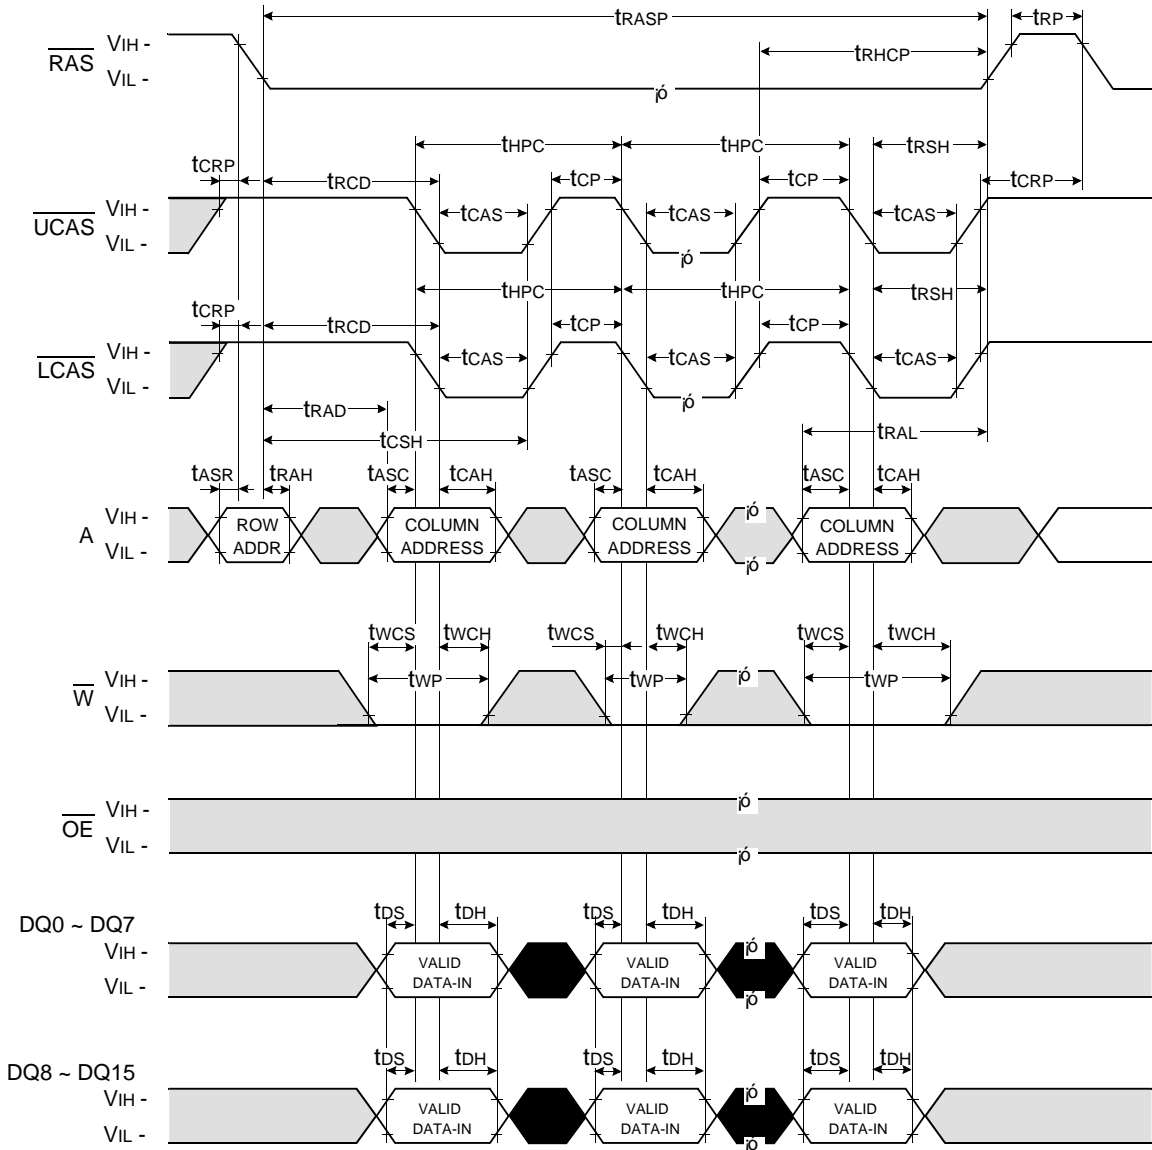 tRASP tRP
RAS VIH -
VIL -
tRHCP
¡ó
tHPC tHPC tRSH
tCRP tRCD tCP tCP tCRP
UCAS VIH -
VIL -
tCAS tCAS tCAS
¡ó
tHPC tHPC tRSH
tCRP tRCD tCP tCP
LCAS VIH -
VIL -
tCAS tCAS tCAS
¡ó
tRAD
tCSH tRAL
tASR tRAH tASC tCAH tASC tCAH tASC tCAH
A VIH -
VIL -
ROW
ADDR
COLUMN
ADDRESS
COLUMN
ADDRESS
¡ó
¡ó
COLUMN
ADDRESS
tWCS tWCH tWCS tWCH tWCS tWCH
W VIH -
VIL -
tWP tWP ¡ó tWP
OE VIH -
VIL -
¡ó
¡ó
DQ0 ~ DQ7
tDS tDH tDS tDH tDS tDH
VIH -
VIL -
VALID
DATA-IN
VALID
DATA-IN
¡ó
¡ó
VALID
DATA-IN
DQ8 ~ DQ15
tDS tDH tDS tDH tDS tDH
VIH -
VIL -
VALID
DATA-IN
VALID
DATA-IN
¡ó
¡ó
VALID
DATA-IN